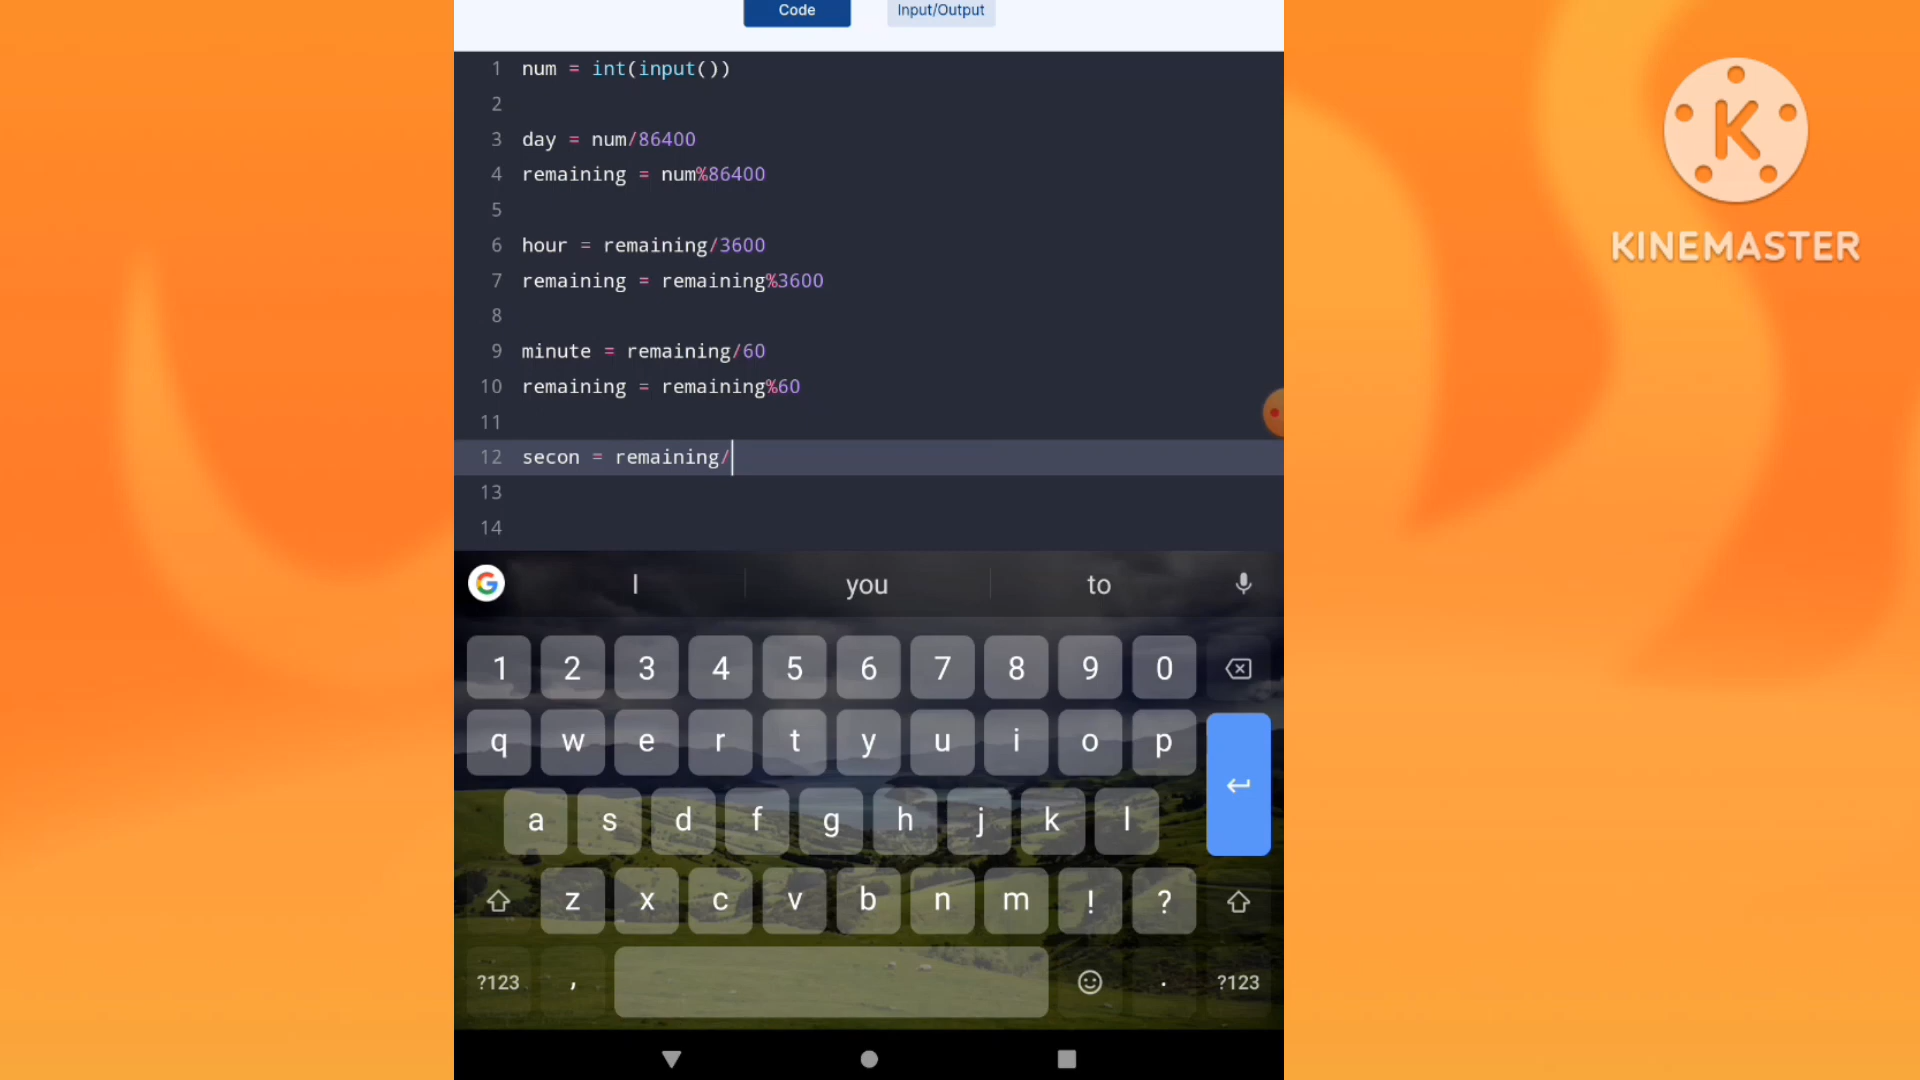 Code
Input/Output
1 num = int(input())
2
3 day = num/86400
4 remaining = num%86400
5
6 hour = remaining/3600
7 remaining = remaining%3600
8
9 minute = remaining/60
10 remaining = remaining%60
11
12 secon = remaining/
13
14
K
KINEMASTER
G
I you to
1 2 3 4 5 6 7 8 9 0
q w e r t y u i o p
a s d f g h j k l
z x c v b n m ! ?
?123 , . ?123